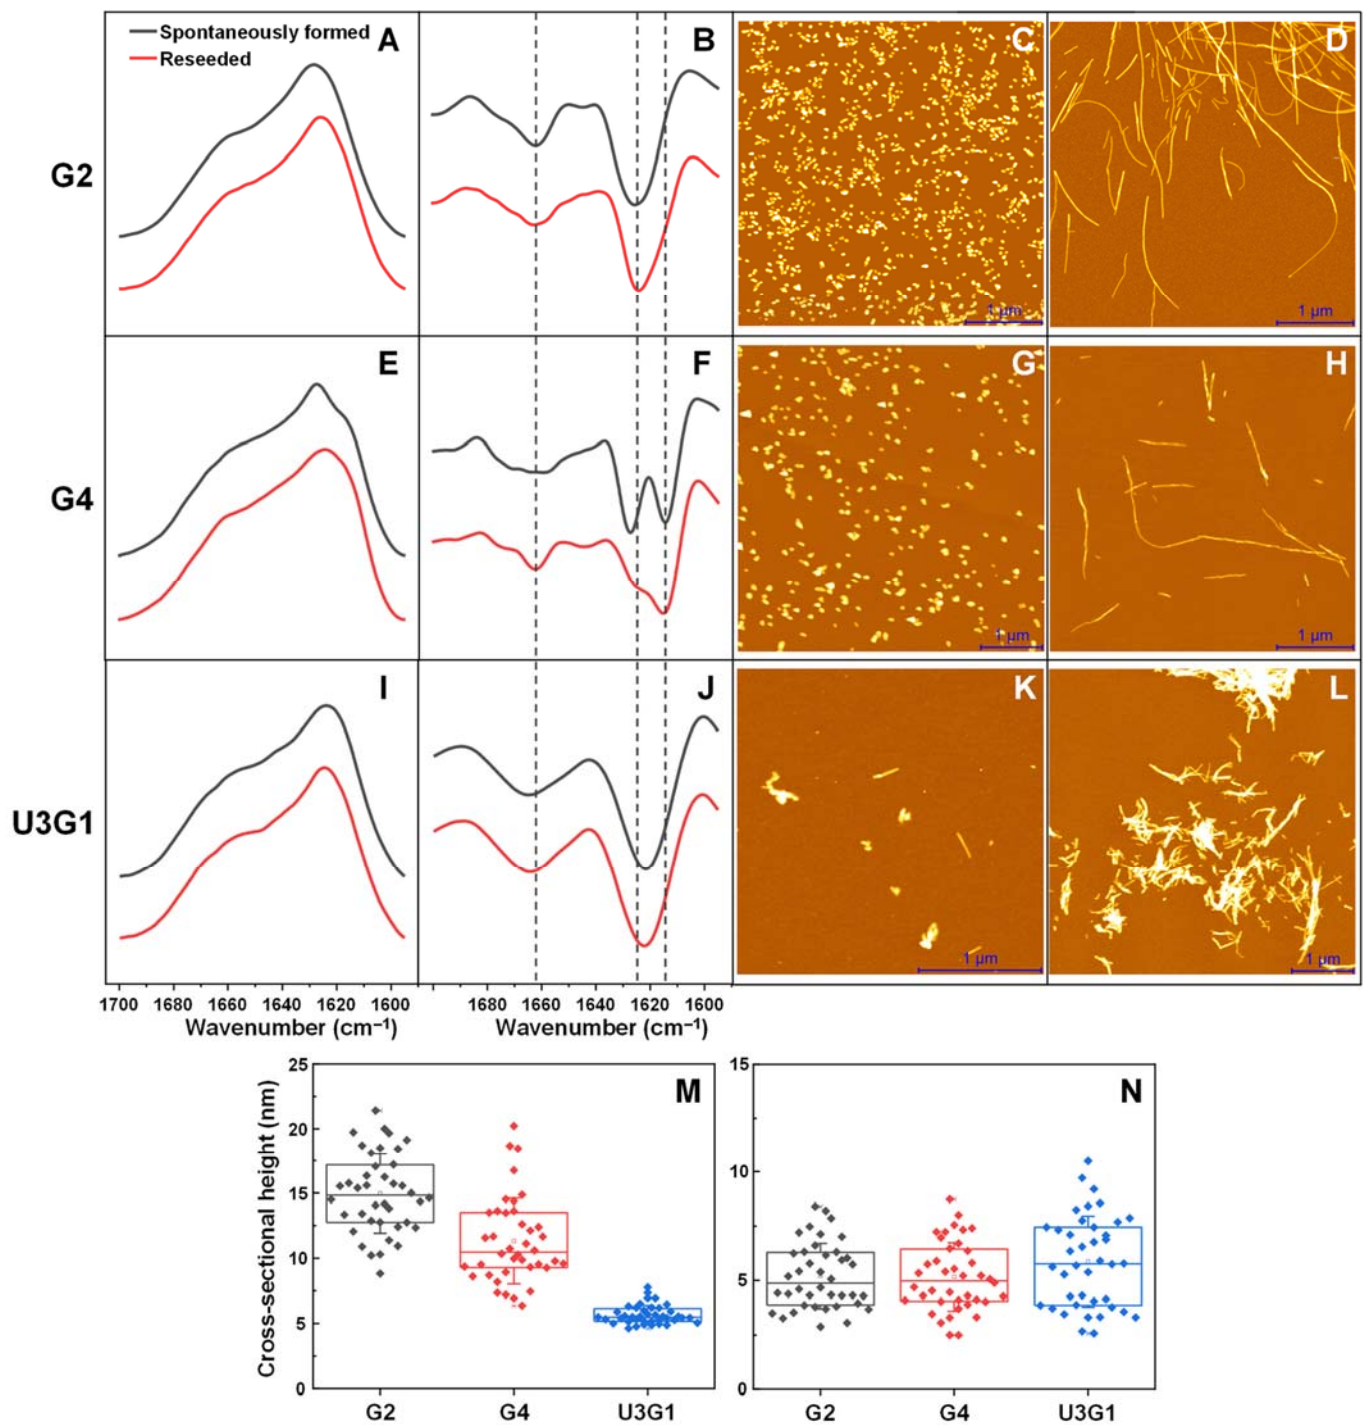 Spontaneously formed
Reseeded
A
B
C
D
1 µm
1 µm
G2
E
F
G
H
1 µm
1 µm
G4
I
J
K
L
1 µm
1 µm
U3G1
1700 1680 1660 1640 1620 1600
1680 1660 1640 1620 1600
Wavenumber (cm⁻¹)
Wavenumber (cm⁻¹)
Cross-sectional height (nm)
25
20
15
10
5
0
M
G2 G4 U3G1
15
10
5
0
N
G2 G4 U3G1